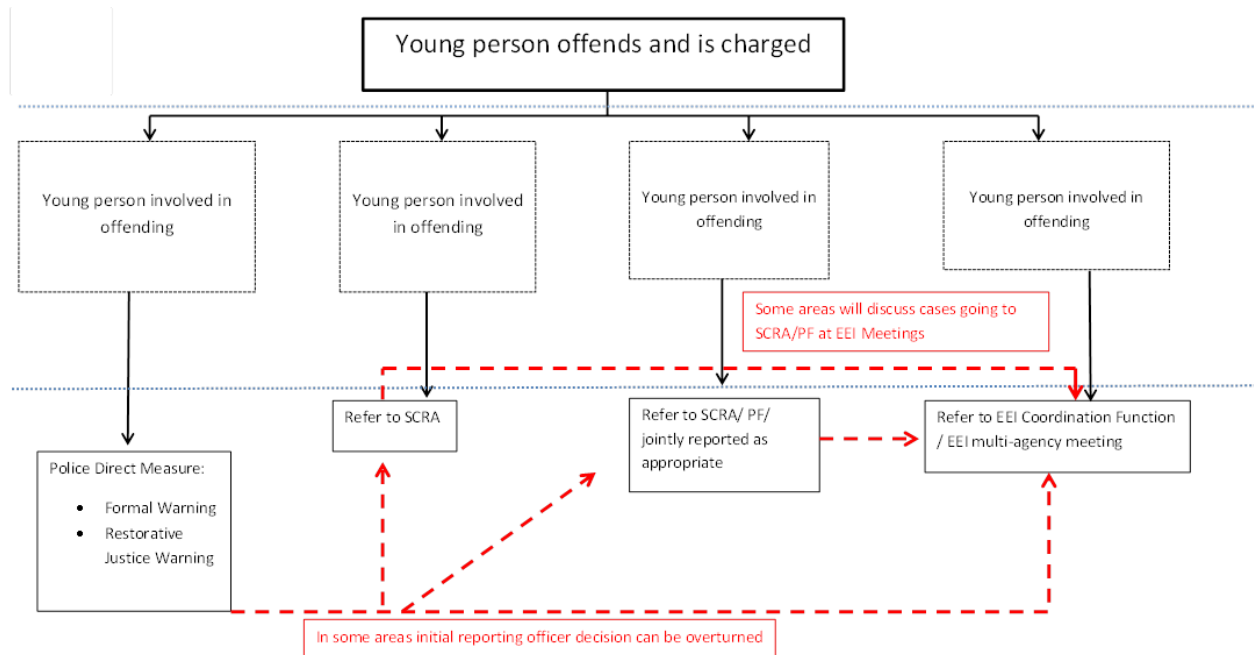 Young person offends and is charged
Young person involved in
offending
Young person involved
in offending
Young person involved in
offending
Young person involved in
offending
Some areas will discuss cases going to
SCRA/PF at EEI Meetings
Refer to SCRA
Refer to SCRA/ PF/
jointly reported as
appropriate
Refer to EEI Coordination Function
/ EEI multi-agency meeting
Police Direct Measure:
• Formal Warning
• Restorative
Justice Warning
In some areas initial reporting officer decision can be overturned